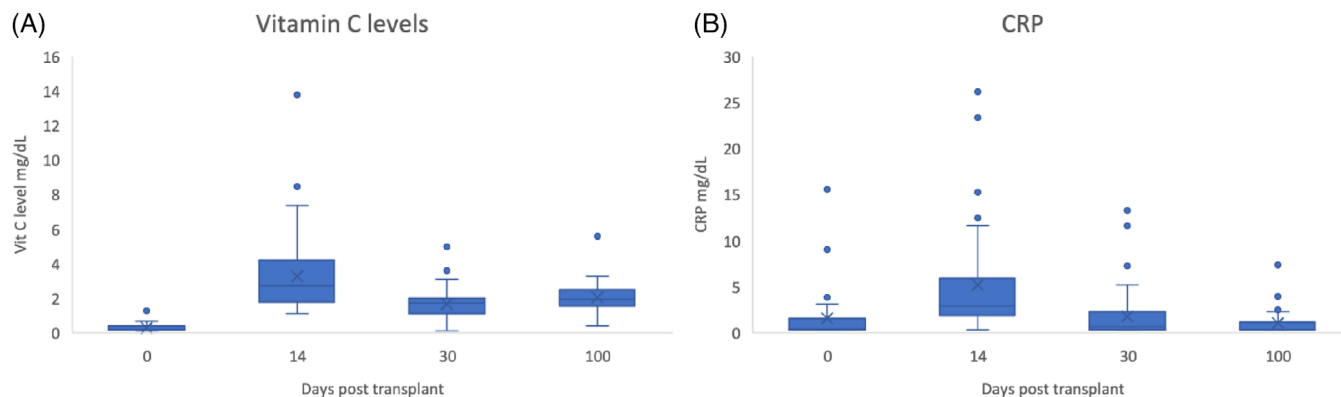 (A)
Vitamin C levels
Vit C level mg/dL
16
14
12
10
8
6
4
2
0
0 14 30 100
Days post transplant
(B)
CRP
CRP mg/dL
30
25
20
15
10
5
0
0 14 30 100
Days post transplant